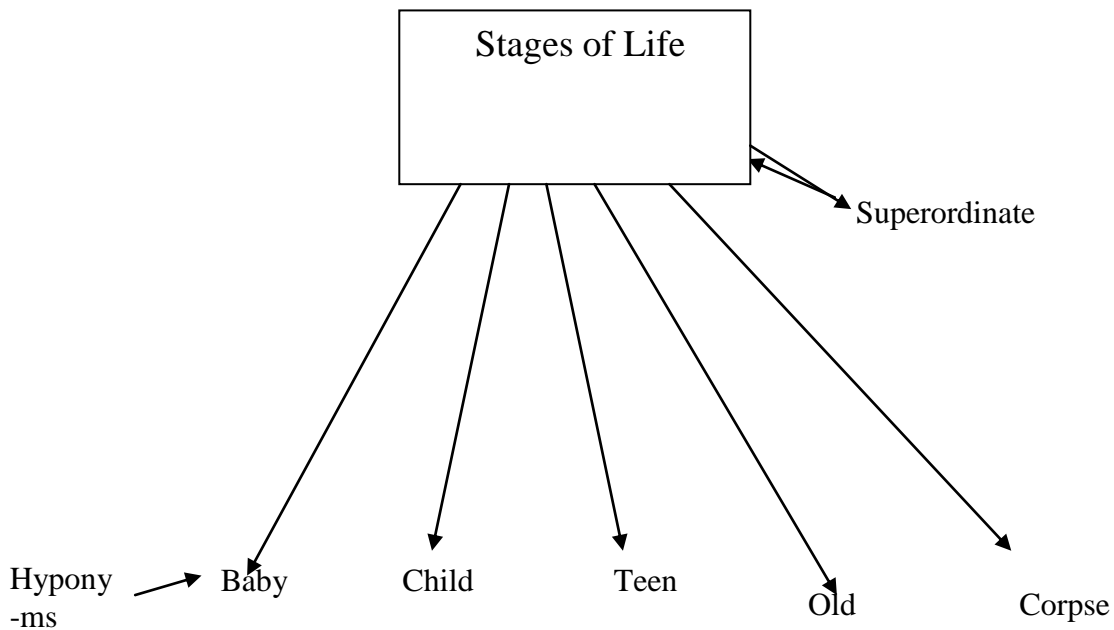 Stages of Life
Superordinate
Hypony
-ms
Baby
Child
Teen
Old
Corpse